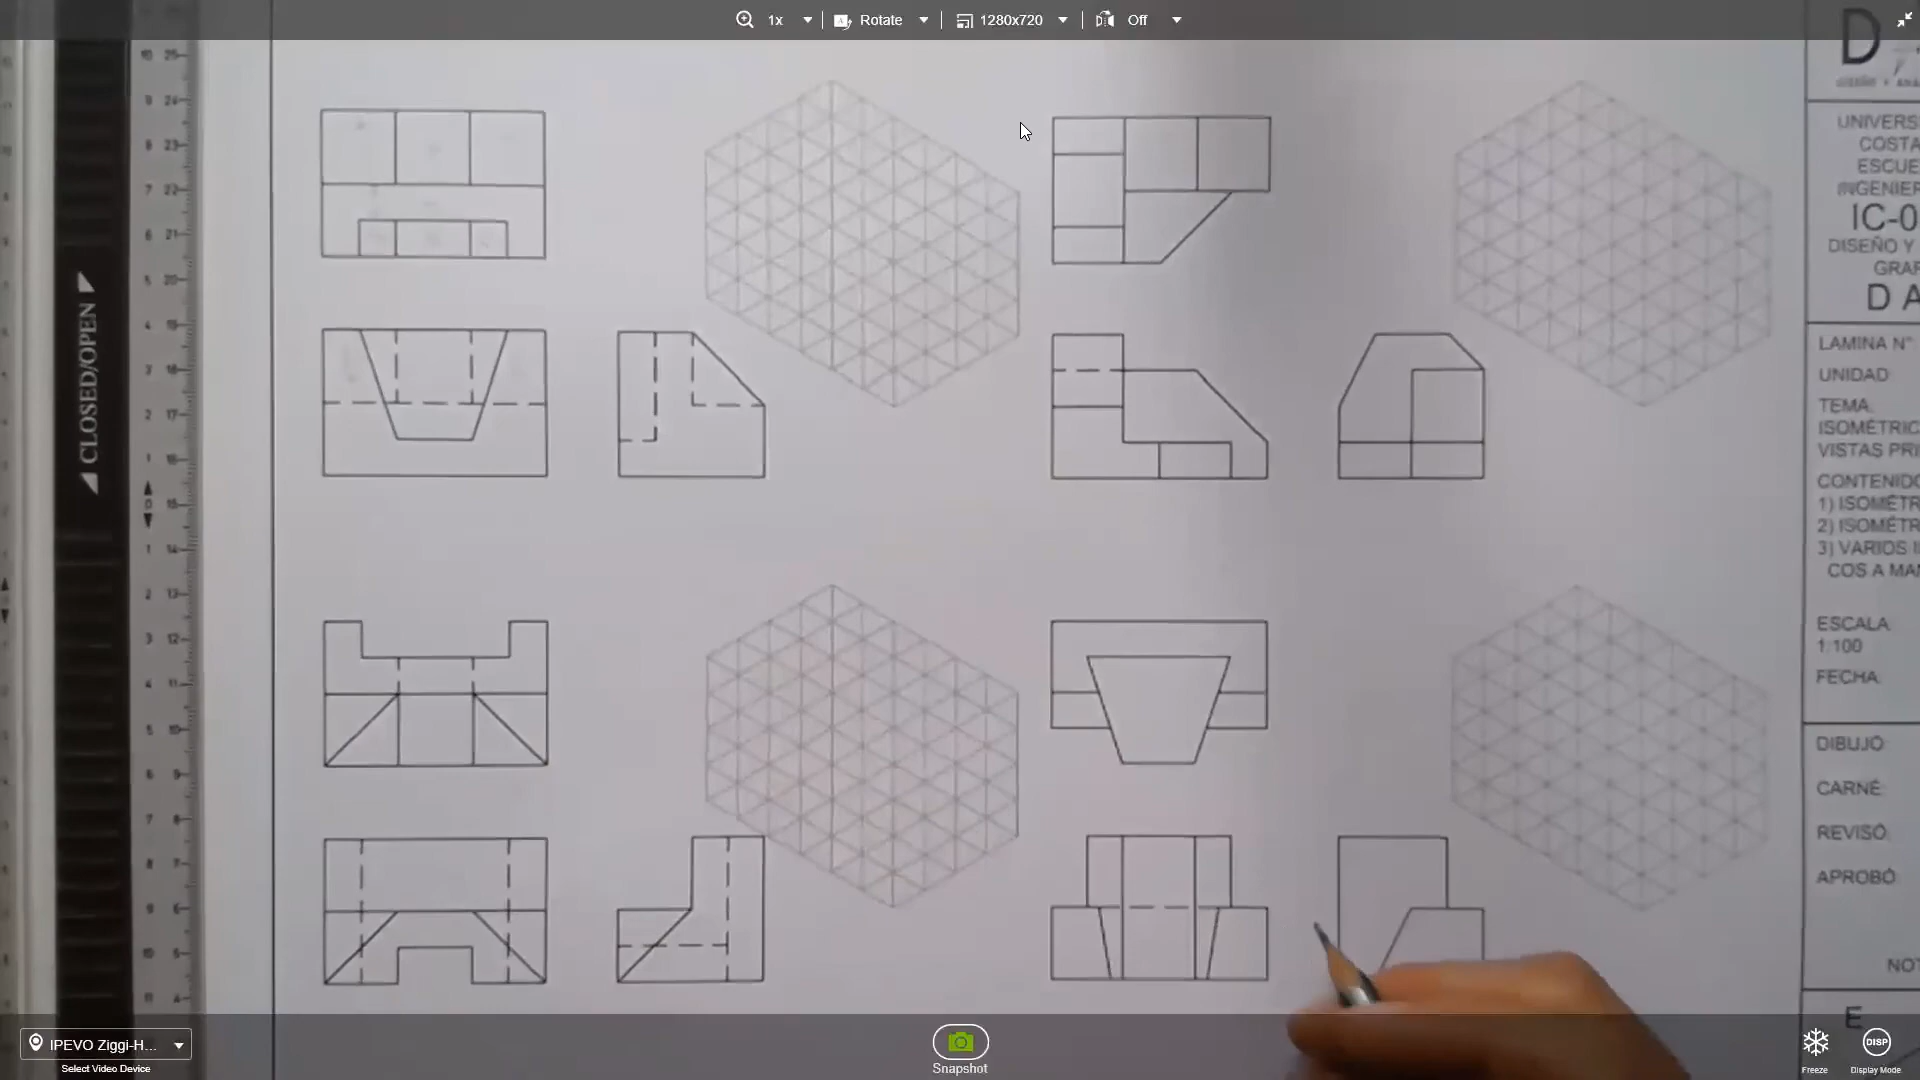 1x
Rotate
1280x720
Off
D
UNIVERS
COSTA
ESCUE
INGENIER
IC-0
DISEÑO Y
GRAF
D A
LAMINA N°
UNIDAD
TEMA
ISOMÉTRIC
VISTAS PRI
CONTENIDO
1) ISOMÉTR
2) ISOMÉTR
3) VARIOS I
COS A MAN
ESCALA
1:100
FECHA
DIBUJO
CARNÉ
REVISÓ
APROBÓ
NOT
E
◢ CLOSED/OPEN ◢
IPEVO Ziggi-H...
Select Video Device
Snapshot
Freeze
DISP
Display Mode